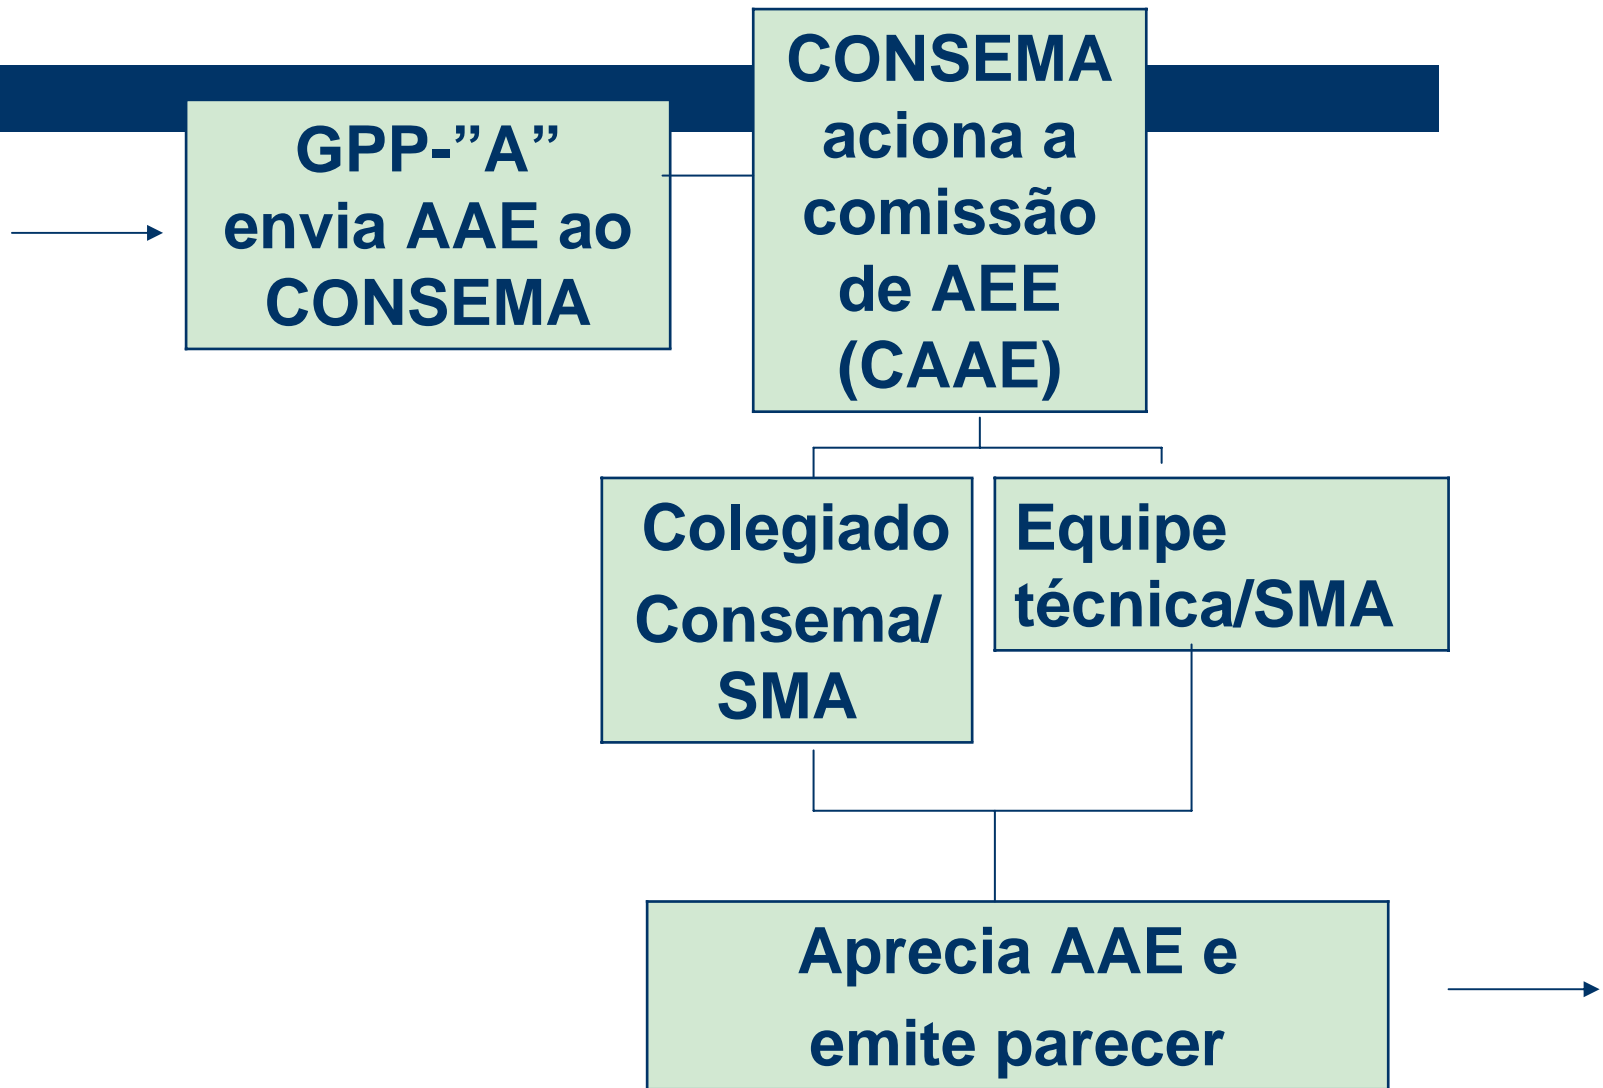 GPP-”A”
envia AAE ao
CONSEMA
CONSEMA
aciona a
comissão
de AEE
(CAAE)
Colegiado
Consema/
SMA
Equipe
técnica/SMA
Aprecia AAE e
emite parecer